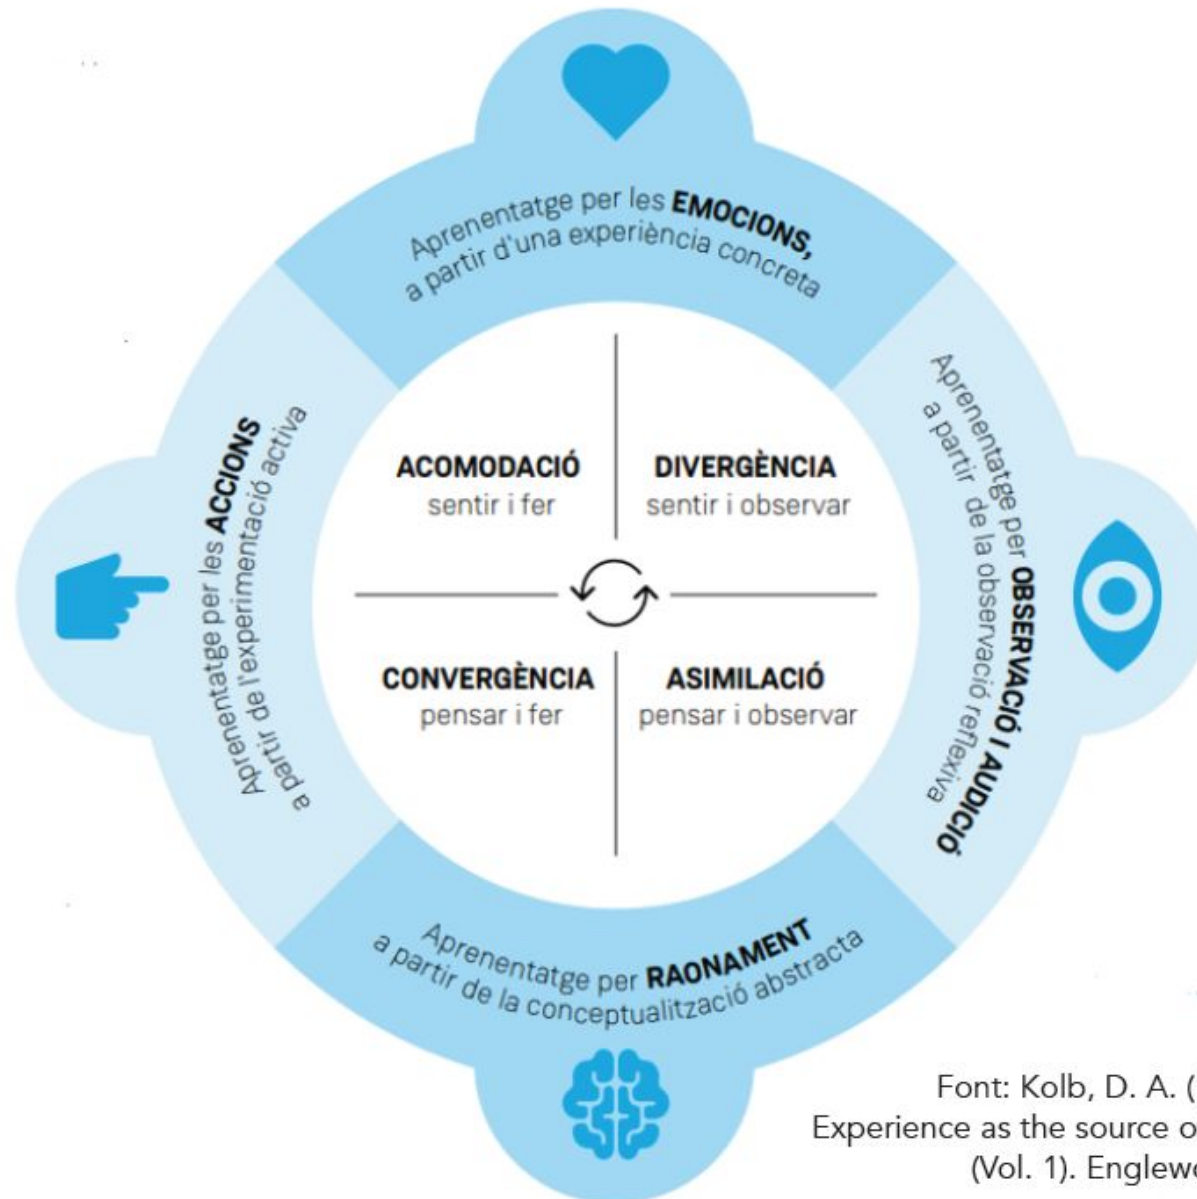 Aprenentatge per les EMOCIONS,
a partir d'una experiència concreta
Aprenentatge per OBSERVACIÓ I AUDICIÓ
a partir de la observació reflexiva
Aprenentatge per les ACCIONS
a partir de l'experimentació activa
ACOMODACIÓ
sentir i fer
DIVERGÈNCIA
sentir i observar
CONVERGÈNCIA
pensar i fer
ASIMILACIÓ
pensar i observar
Aprenentatge per RAONAMENT
a partir de la conceptualització abstracta
Font: Kolb, D. A. (
Experience as the source o
(Vol. 1). Englew